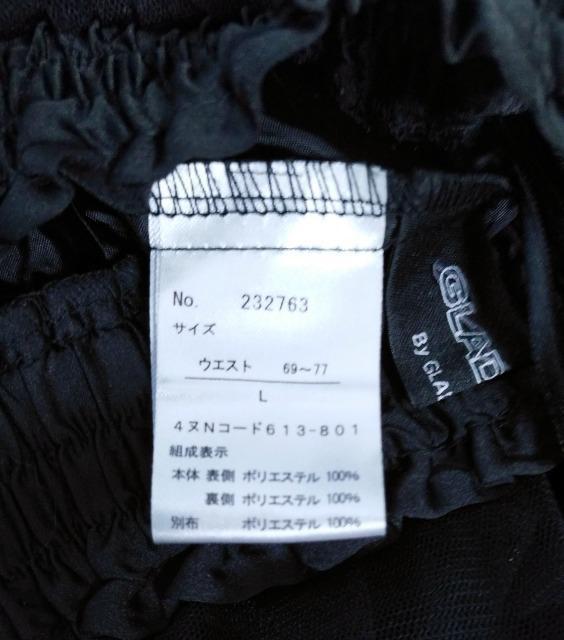 No. 232763
サイズ
ウエスト 69〜77
L
4ヌNコード613-801
組成表示
本体 表側 ポリエステル 100%
裏側 ポリエステル 100%
別布 ポリエステル 100%
GLAD
By GLA